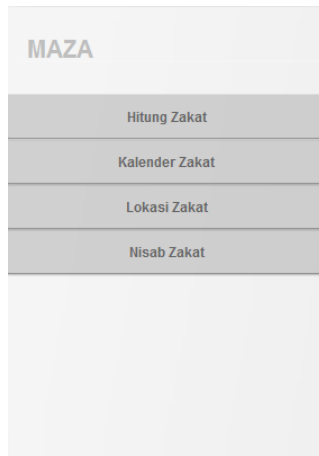 MAZA
Hitung Zakat
Kalender Zakat
Lokasi Zakat
Nisab Zakat